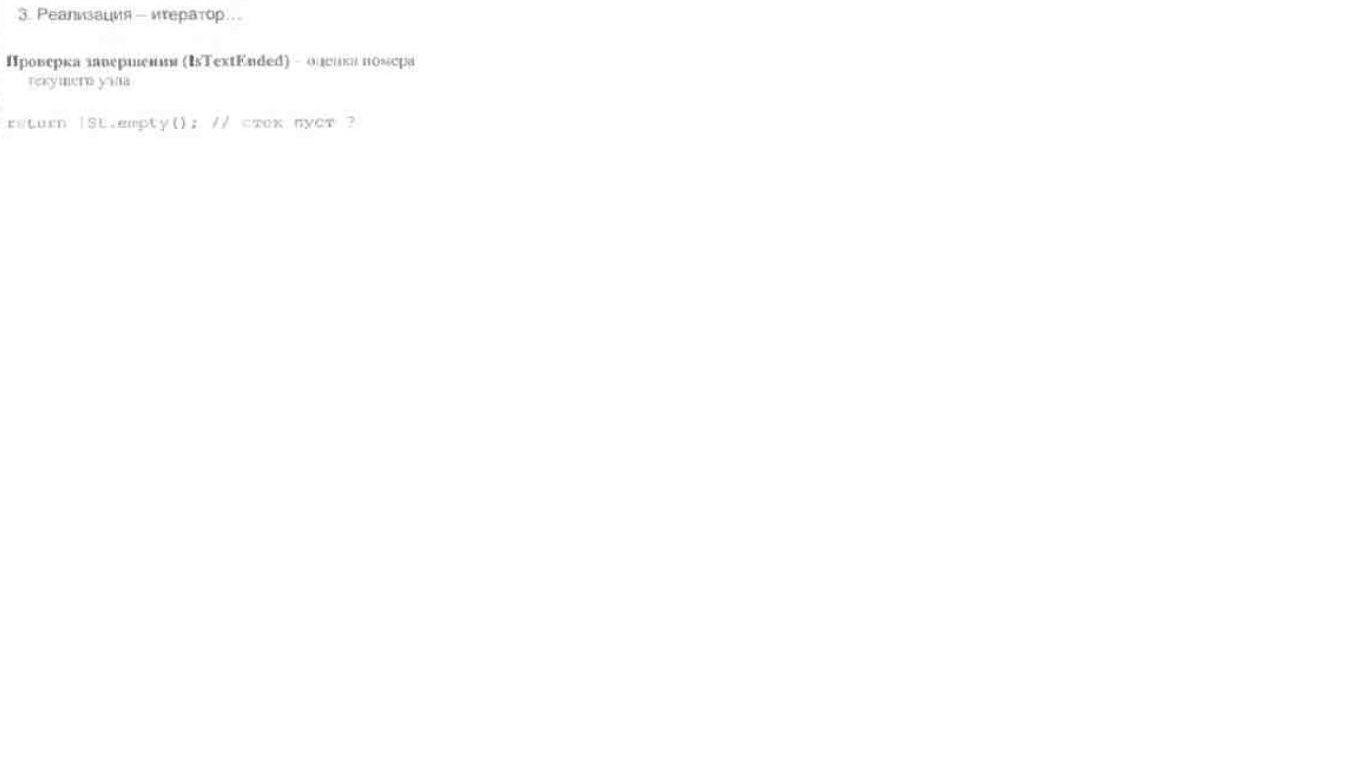 3. Реализация – итератор...
Проверка завершения (IsTextEnded) – оценка номера
текущего узла
return !St.empty(); // стек пуст ?